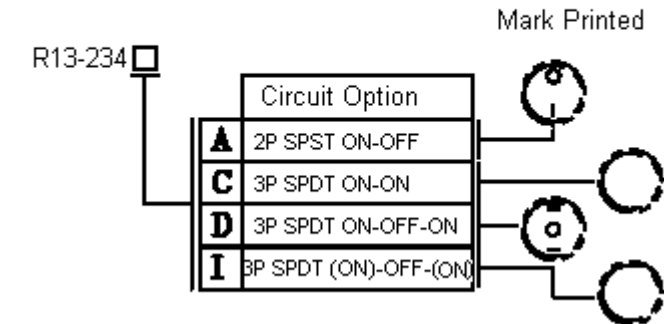 Mark Printed
R13-234
Circuit Option
A 2P SPST ON-OFF
C 3P SPDT ON-ON
D 3P SPDT ON-OFF-ON
I 3P SPDT (ON)-OFF-(ON)